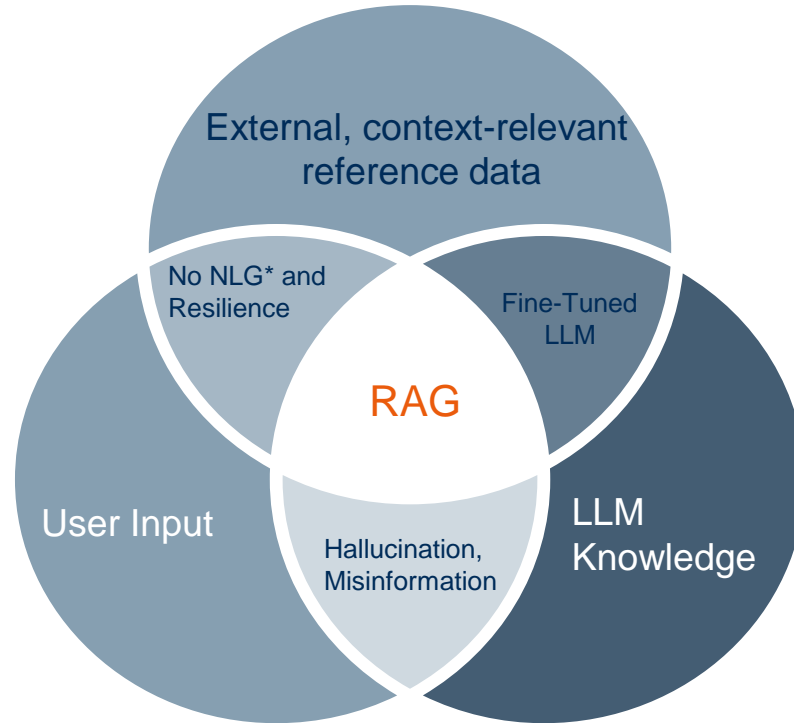 External, context-relevant
reference data
No NLG* and
Resilience
Fine-Tuned
LLM
RAG
User Input
LLM
Knowledge
Hallucination,
Misinformation